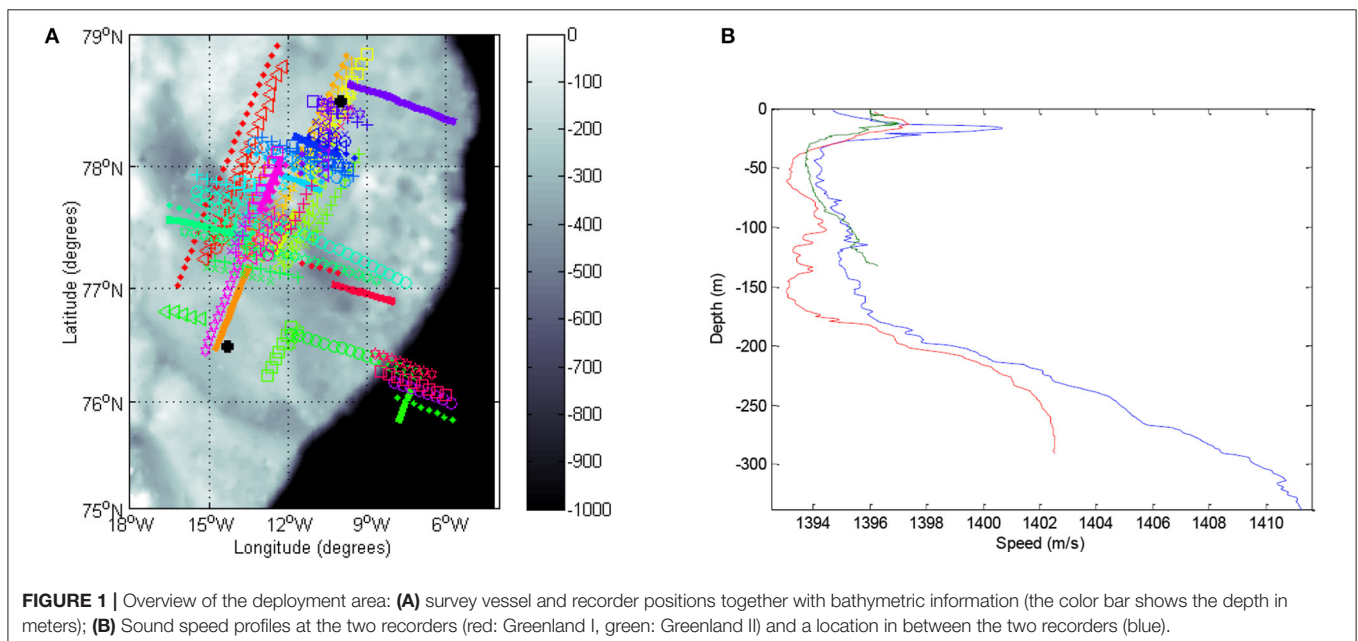 A
B
79°N
78°N
77°N
76°N
75°N
Latitude (degrees)
18°W
15°W
12°W
9°W
6°W
Longitude (degrees)
0
-100
-200
-300
-400
-500
-600
-700
-800
-900
-1000
0
-50
-100
-150
-200
-250
-300
Depth (m)
1394
1396
1398
1400
1402
1404
1406
1408
1410
Speed (m/s)
FIGURE 1 | Overview of the deployment area: (A) survey vessel and recorder positions together with bathymetric information (the color bar shows the depth in
meters); (B) Sound speed profiles at the two recorders (red: Greenland I, green: Greenland II) and a location in between the two recorders (blue).